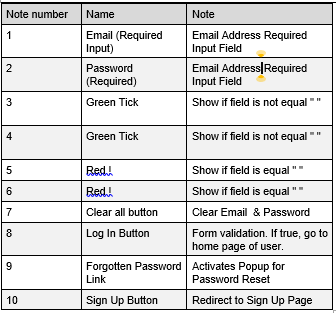 Note number Name Note
1 Email (Required Email Address Required
Input) Input Field
2 Password Email Address Required
(Required) Input Field
3 Green Tick Show if field is not equal " "
4 Green Tick Show if field is not equal " "
5 Red ! Show if field is equal " "
6 Red ! Show if field is equal " "
7 Clear all button Clear Email & Password
8 Log In Button Form validation. If true, go to
home page of user.
9 Forgotten Password Activates Popup for
Link Password Reset
10 Sign Up Button Redirect to Sign Up Page